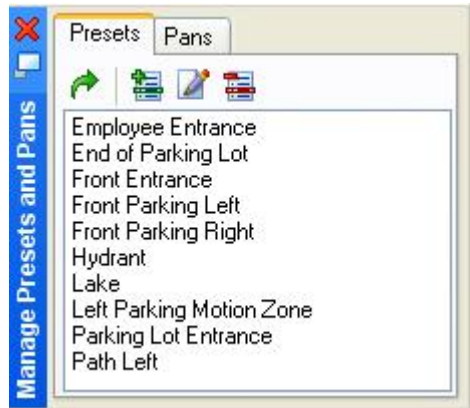 Presets Pans
Manage Presets and Pans
Employee Entrance
End of Parking Lot
Front Entrance
Front Parking Left
Front Parking Right
Hydrant
Lake
Left Parking Motion Zone
Parking Lot Entrance
Path Left